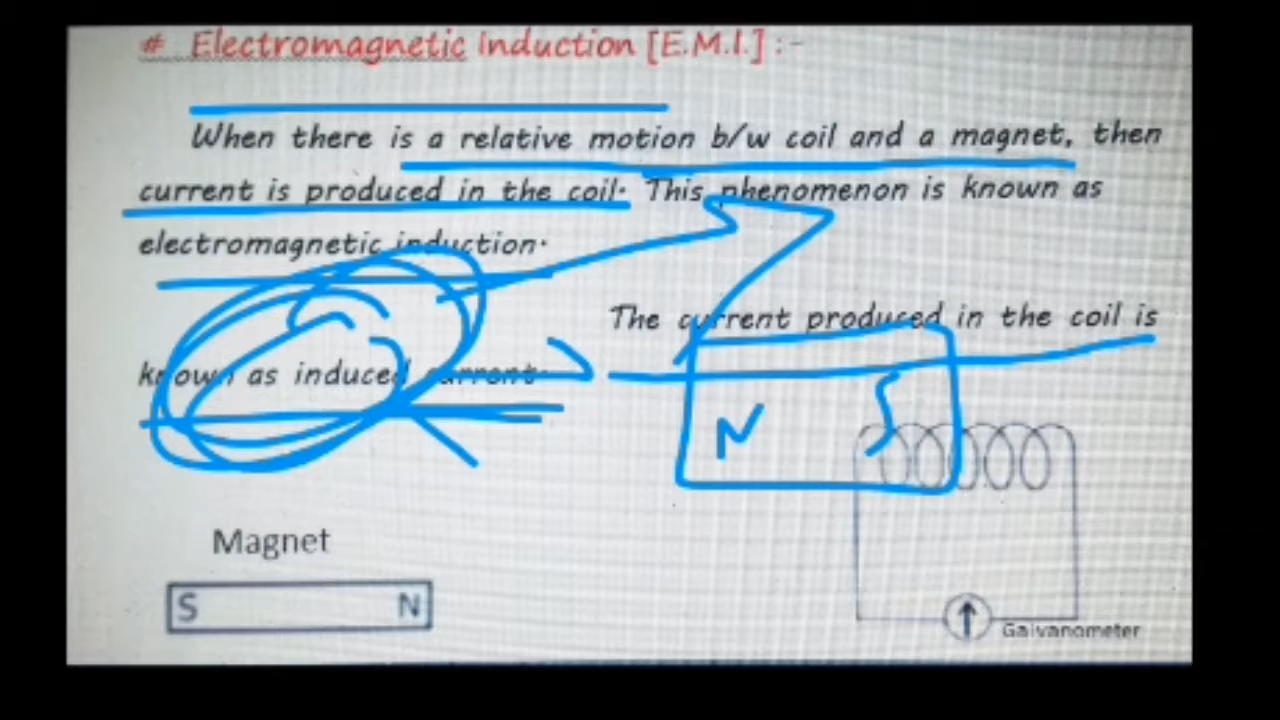 # Electromagnetic Induction [E.M.I.] :-
When there is a relative motion b/w coil and a magnet, then
current is produced in the coil. This phenomenon is known as
electromagnetic induction.
The current produced in the coil is
known as induced current.
N S
Magnet
S N
Galvanometer